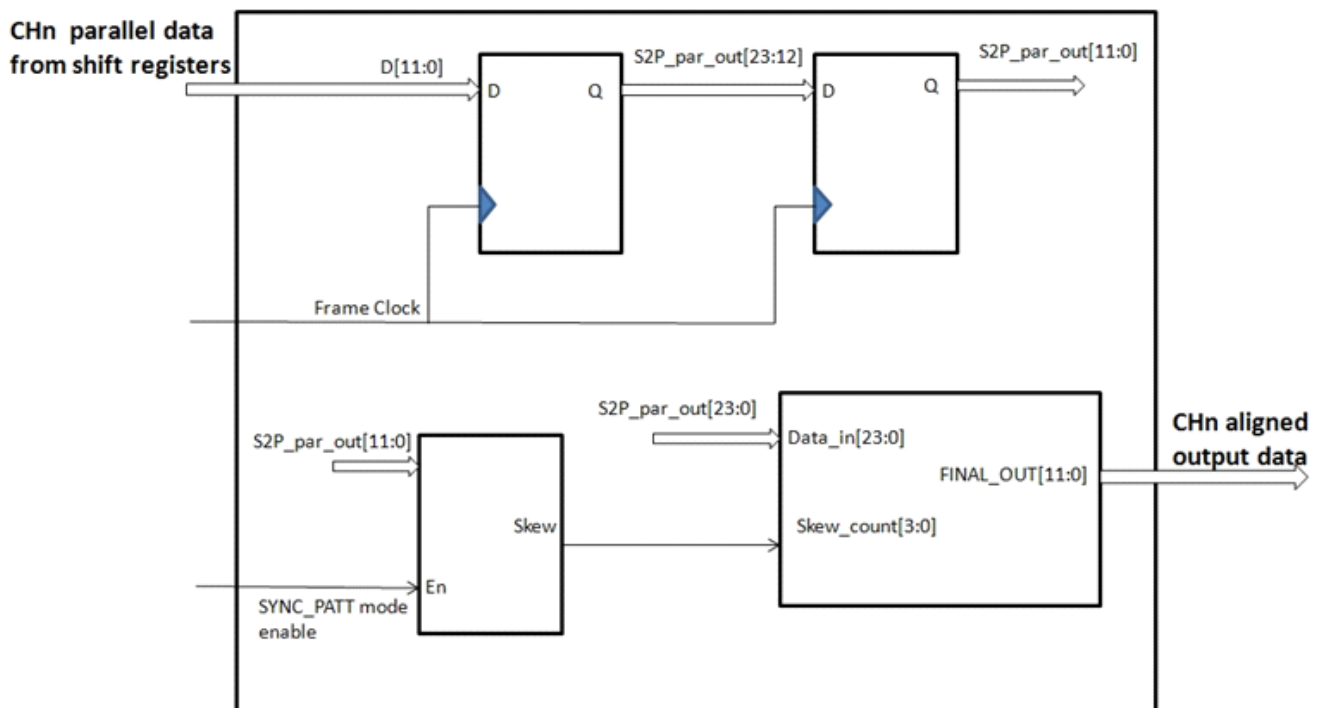 CHn parallel data
from shift registers
D[11:0]
S2P_par_out[23:12]
S2P_par_out[11:0]
D
Q
D
Q
Frame Clock
S2P_par_out[11:0]
S2P_par_out[23:0]
Data_in[23:0]
CHn aligned
output data
FINAL_OUT[11:0]
Skew
Skew_count[3:0]
En
SYNC_PATT mode
enable